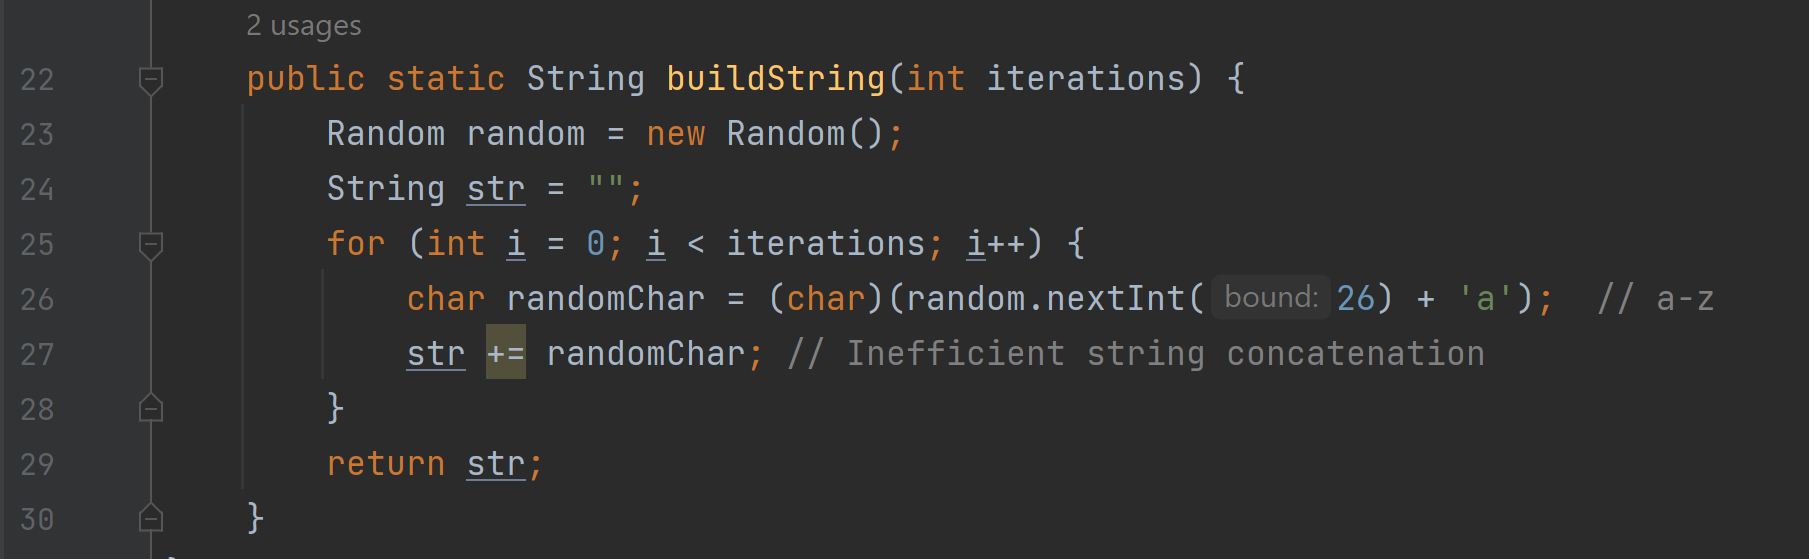 2 usages
22 public static String buildString(int iterations) {
23 Random random = new Random();
24 String str = "";
25 for (int i = 0; i < iterations; i++) {
26 char randomChar = (char)(random.nextInt( bound: 26) + 'a'); // a-z
27 str += randomChar; // Inefficient string concatenation
28 }
29 return str;
30 }